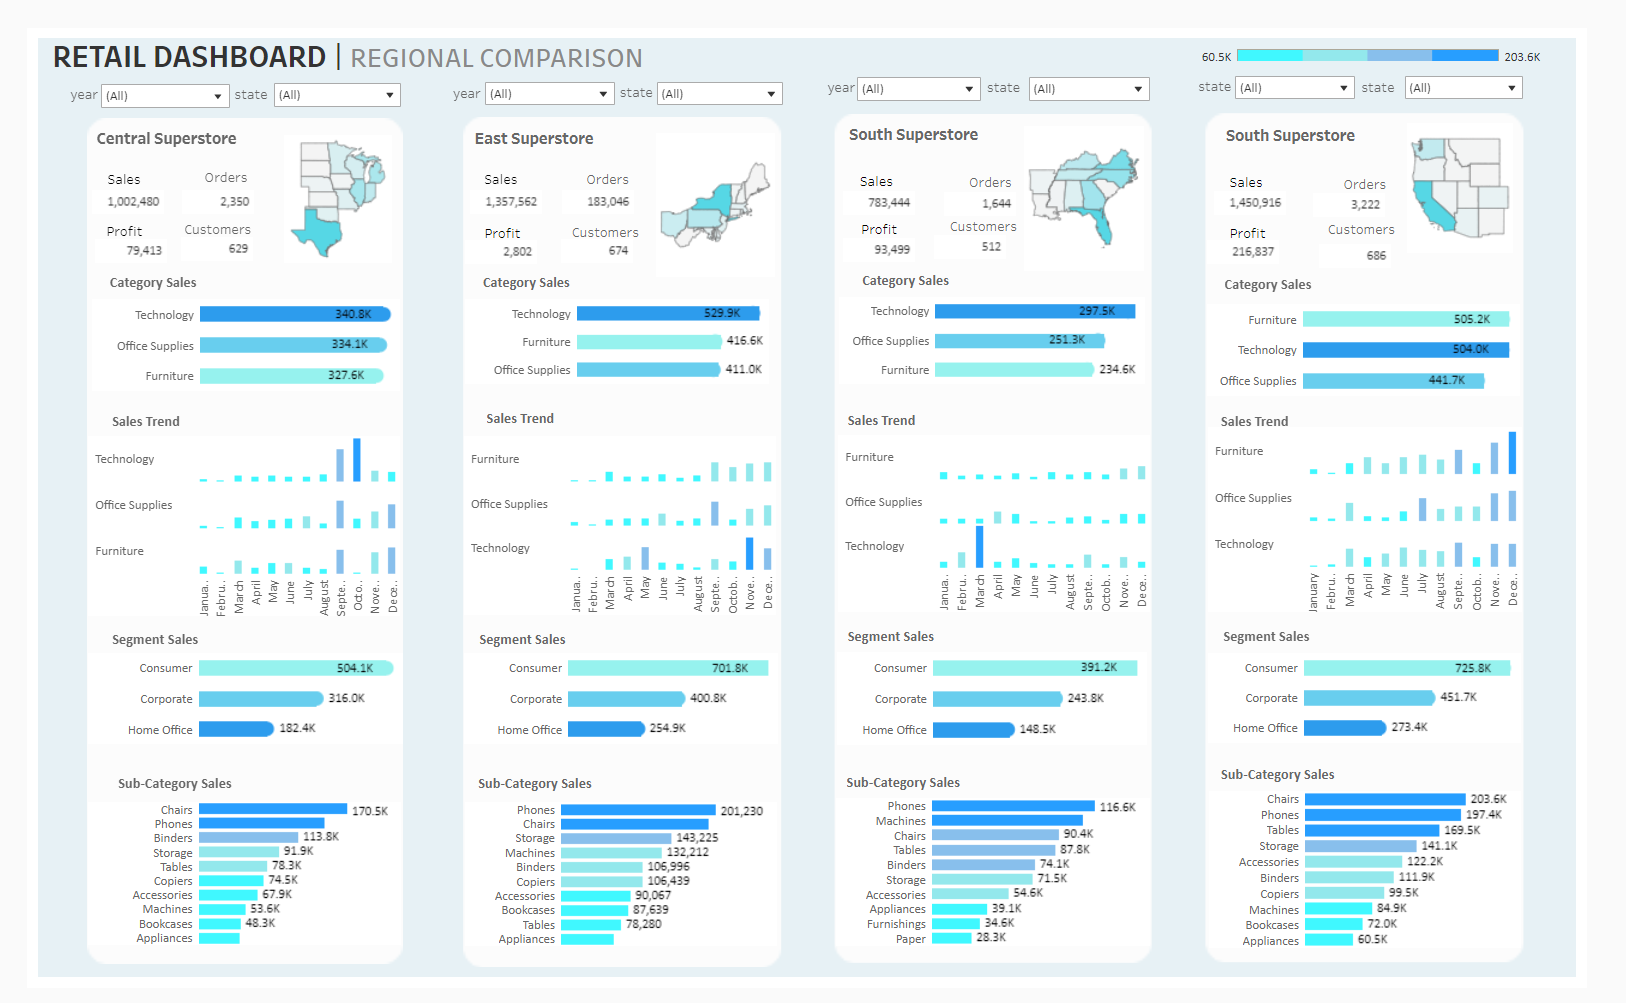 RETAIL DASHBOARD | REGIONAL COMPARISON
60.5K 203.6K
year (All) state (All)
year (All) state (All)
year (All) state (All)
state (All) state (All)
Central Superstore
Sales Orders
1,002,480 2,350
Profit Customers
79,413 629
Category Sales
Technology 340.8K
Office Supplies 334.1K
Furniture 327.6K
Sales Trend
Technology
Office Supplies
Furniture
Janua.. Febru.. March April May June July August Septe.. Octo.. Nove.. Dece..
Segment Sales
Consumer 504.1K
Corporate 316.0K
Home Office 182.4K
Sub-Category Sales
Chairs 170.5K
Phones
Binders 113.8K
Storage 91.9K
Tables 78.3K
Copiers 74.5K
Accessories 67.9K
Machines 53.6K
Bookcases 48.3K
Appliances
East Superstore
Sales Orders
1,357,562 183,046
Profit Customers
2,802 674
Category Sales
Technology 529.9K
Furniture 416.6K
Office Supplies 411.0K
Sales Trend
Furniture
Office Supplies
Technology
Janua.. Febru.. March April May June July August Septe.. Octob.. Nove.. Dece..
Segment Sales
Consumer 701.8K
Corporate 400.8K
Home Office 254.9K
Sub-Category Sales
Phones 201,230
Chairs
Storage 143,225
Machines 132,212
Binders 106,996
Copiers 106,439
Accessories 90,067
Bookcases 87,639
Tables 78,280
Appliances
South Superstore
Sales Orders
783,444 1,644
Profit Customers
93,499 512
Category Sales
Technology 297.5K
Office Supplies 251.3K
Furniture 234.6K
Sales Trend
Furniture
Office Supplies
Technology
Janua.. Februa.. March April May June July August Septe.. Octob.. Nove.. Dece..
Segment Sales
Consumer 391.2K
Corporate 243.8K
Home Office 148.5K
Sub-Category Sales
Phones 116.6K
Machines
Chairs 90.4K
Tables 87.8K
Binders 74.1K
Storage 71.5K
Accessories 54.6K
Appliances 39.1K
Furnishings 34.6K
Paper 28.3K
South Superstore
Sales Orders
1,450,916 3,222
Profit Customers
216,837 686
Category Sales
Furniture 505.2K
Technology 504.0K
Office Supplies 441.7K
Sales Trend
Furniture
Office Supplies
Technology
January Febru.. March April May June July August Septe.. Octob.. Nove.. Dece..
Segment Sales
Consumer 725.8K
Corporate 451.7K
Home Office 273.4K
Sub-Category Sales
Chairs 203.6K
Phones 197.4K
Tables 169.5K
Storage 141.1K
Accessories 122.2K
Binders 111.9K
Copiers 99.5K
Machines 84.9K
Bookcases 72.0K
Appliances 60.5K